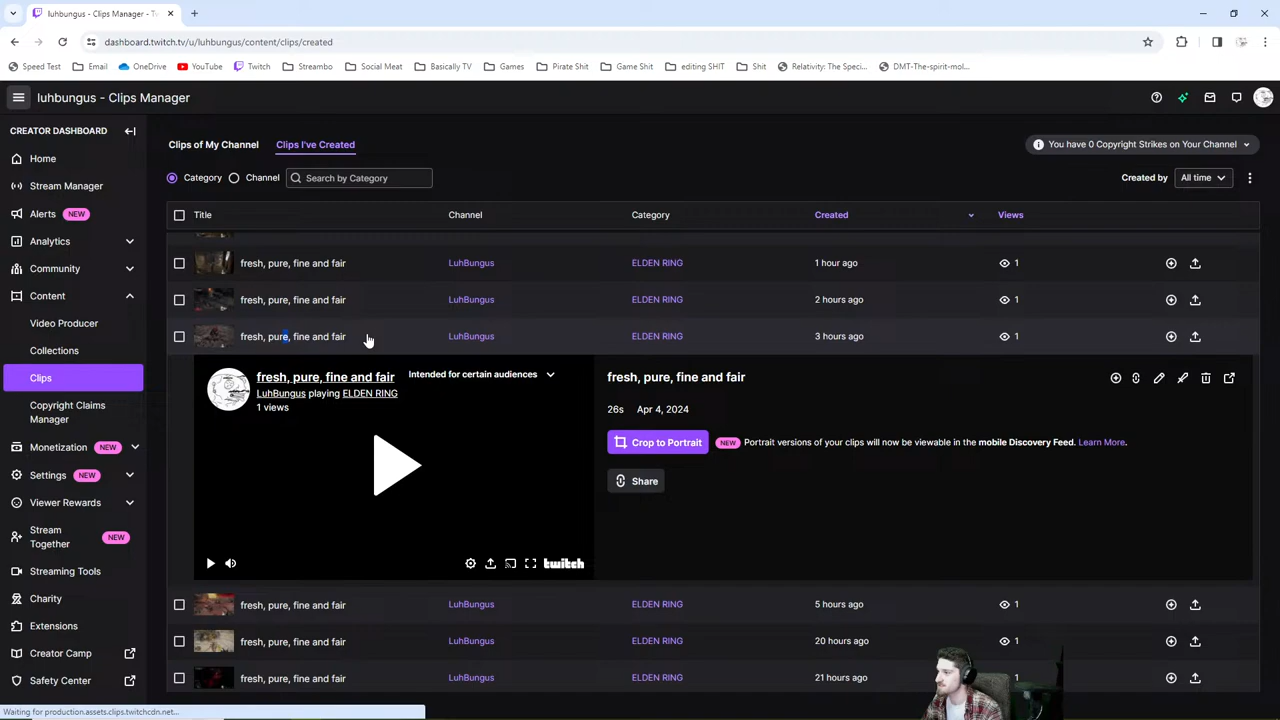 luhbungus - Clips Manager - Tw
dashboard.twitch.tv/u/luhbungus/content/clips/created
Speed Test Email OneDrive YouTube Twitch Streambo Social Meat Basically TV Games Pirate Shit Game Shit editing SHIT Shit Relativity: The Speci... DMT-The-spirit-mol...
luhbungus - Clips Manager
CREATOR DASHBOARD
Home
Stream Manager
Alerts NEW
Analytics
Community
Content
Video Producer
Collections
Clips
Copyright Claims
Manager
Monetization NEW
Settings NEW
Viewer Rewards
Stream
Together NEW
Streaming Tools
Charity
Extensions
Creator Camp
Safety Center
Clips of My Channel Clips I've Created
You have 0 Copyright Strikes on Your Channel
Category Channel Search by Category
Created by All time
Title Channel Category Created Views
fresh, pure, fine and fair LuhBungus ELDEN RING 1 hour ago 1
fresh, pure, fine and fair LuhBungus ELDEN RING 2 hours ago 1
fresh, pure, fine and fair LuhBungus ELDEN RING 3 hours ago 1
fresh, pure, fine and fair
LuhBungus playing ELDEN RING
1 views
Intended for certain audiences
twitch
fresh, pure, fine and fair
26s Apr 4, 2024
Crop to Portrait NEW Portrait versions of your clips will now be viewable in the mobile Discovery Feed. Learn More.
Share
fresh, pure, fine and fair LuhBungus ELDEN RING 5 hours ago 1
fresh, pure, fine and fair LuhBungus ELDEN RING 20 hours ago 1
fresh, pure, fine and fair LuhBungus ELDEN RING 21 hours ago 1
Waiting for production.assets.clips.twitchcdn.net...